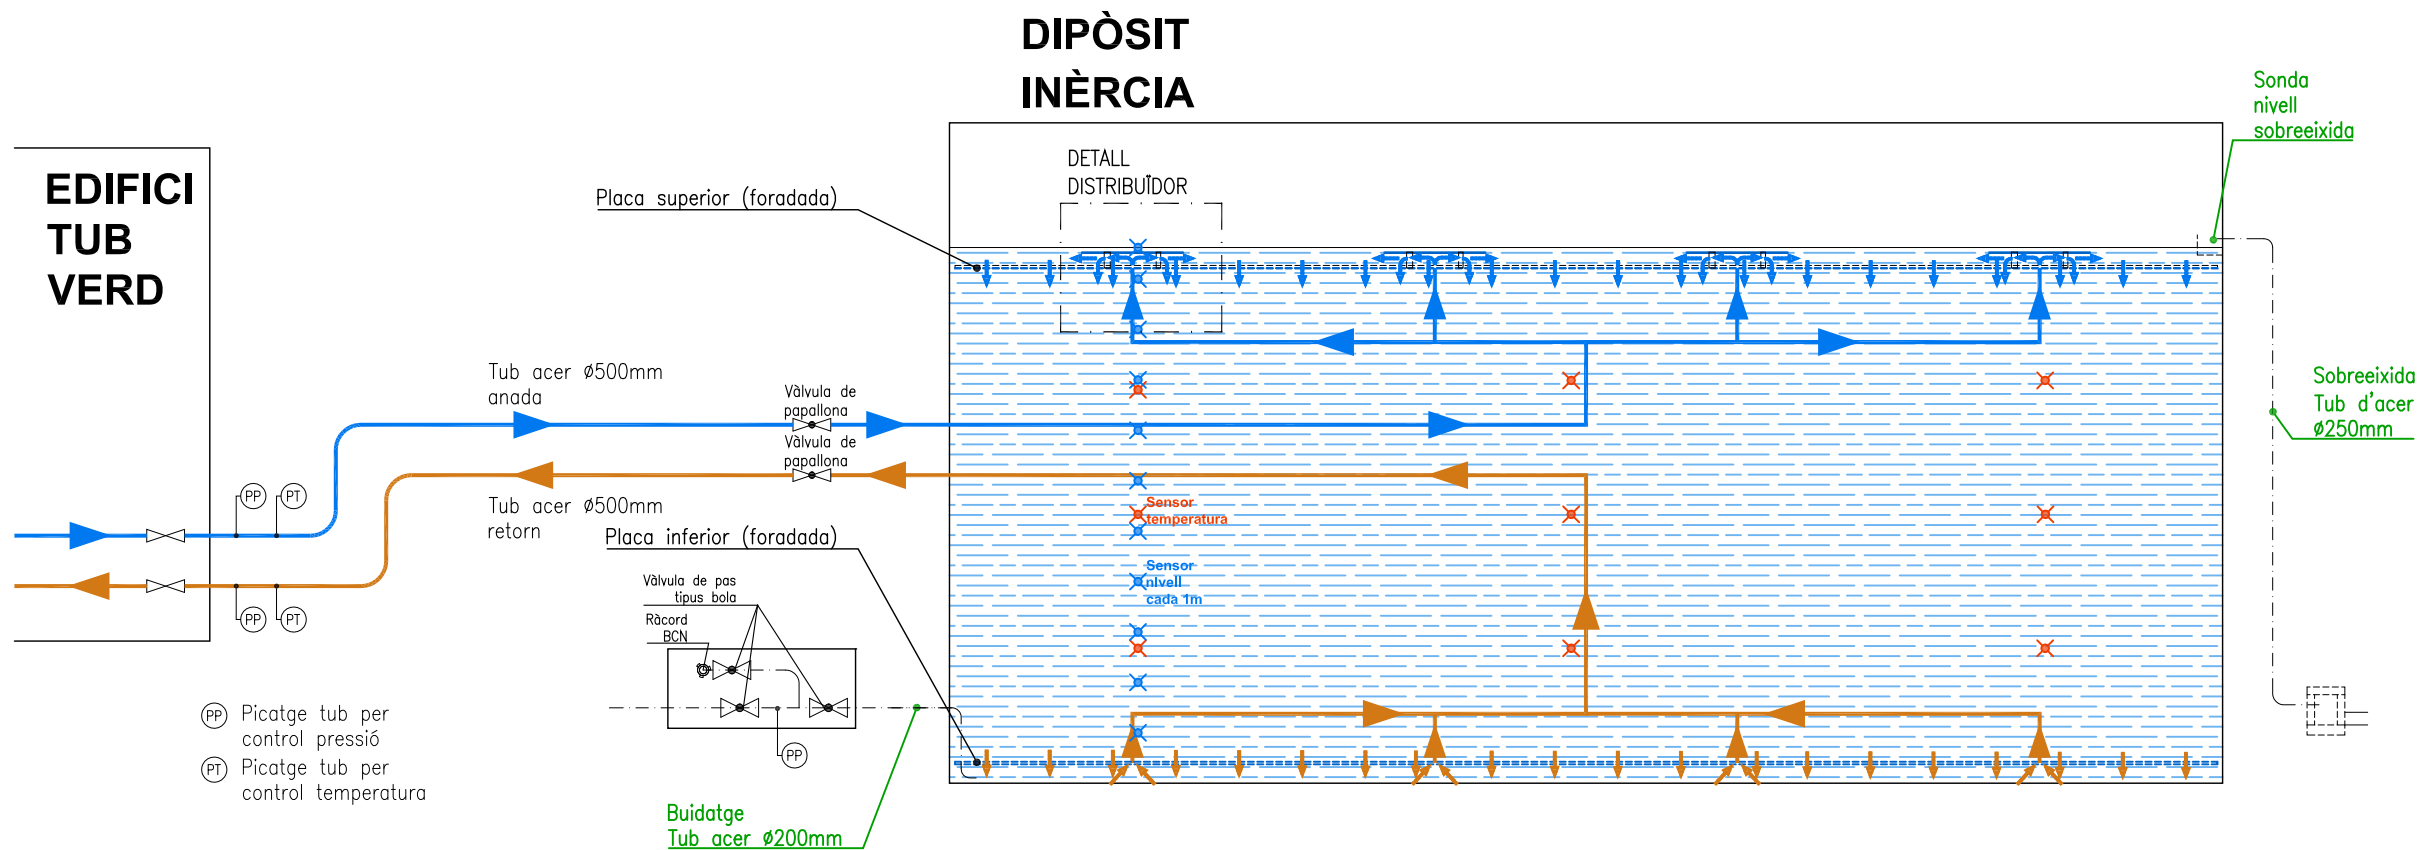 DIPÒSIT
INÈRCIA
Sonda
nivell
sobreeixida
EDIFICI
TUB
VERD
DETALL
DISTRIBUÏDOR
Placa superior (foradada)
Tub acer Ø500mm
anada
Vàlvula de
papallona
Vàlvula de
papallona
Sobreeixida
Tub d'acer
Ø250mm
PP
PT
Tub acer Ø500mm
retorn
Sensor
temperatura
Placa inferior (foradada)
Sensor
nivell
cada 1m
Vàlvula de pas
tipus bola
Ràcord
BCN
PP
PT
PP Picatge tub per
control pressió
PT Picatge tub per
control temperatura
PP
Buidatge
Tub acer Ø200mm